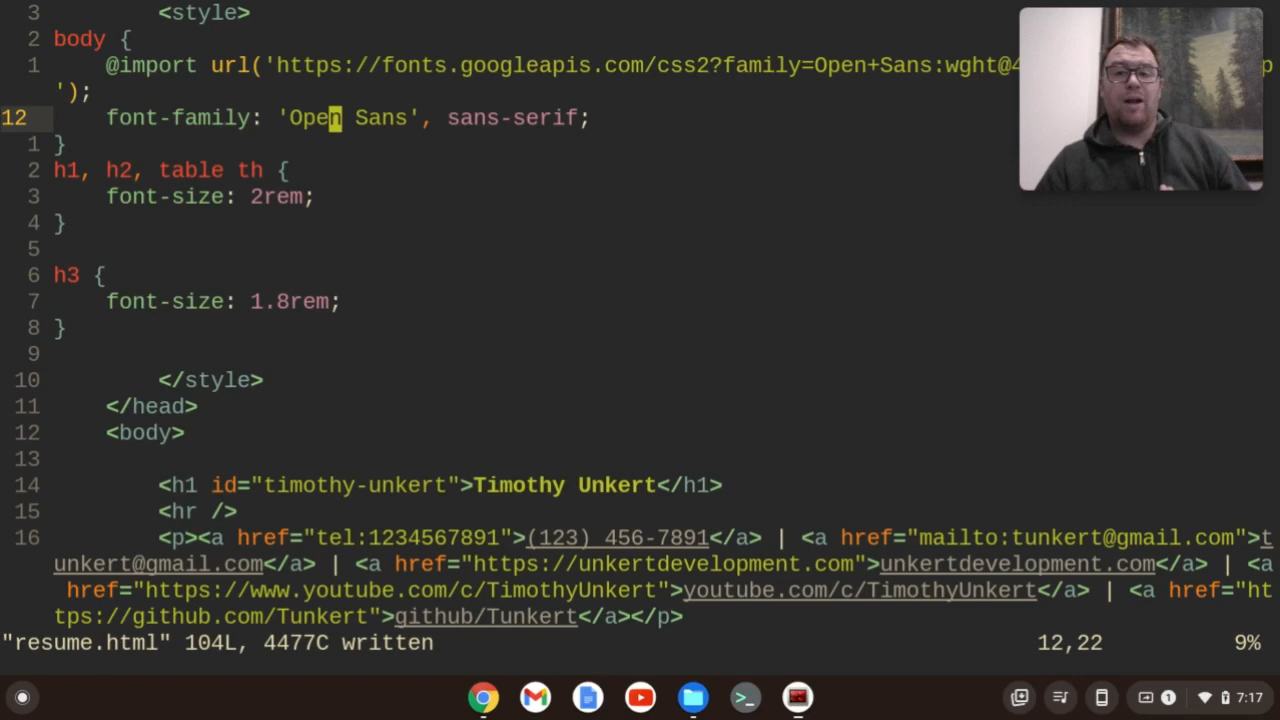 3 <style>
2 body {
1 @import url('https://fonts.googleapis.com/css2?family=Open+Sans:wght@4 p
');
12 font-family: 'Open Sans', sans-serif;
1 }
2 h1, h2, table th {
3 font-size: 2rem;
4 }
5
6 h3 {
7 font-size: 1.8rem;
8 }
9
10 </style>
11 </head>
12 <body>
13
14 <h1 id="timothy-unkert">Timothy Unkert</h1>
15 <hr />
16 <p><a href="tel:1234567891">(123) 456-7891</a> | <a href="mailto:tunkert@gmail.com">t
unkert@gmail.com</a> | <a href="https://unkertdevelopment.com">unkertdevelopment.com</a> | <a
href="https://www.youtube.com/c/TimothyUnkert">youtube.com/c/TimothyUnkert</a> | <a href="ht
tps://github.com/Tunkert">github/Tunkert</a></p>
"resume.html" 104L, 4477C written 12,22 9%
1 7:17